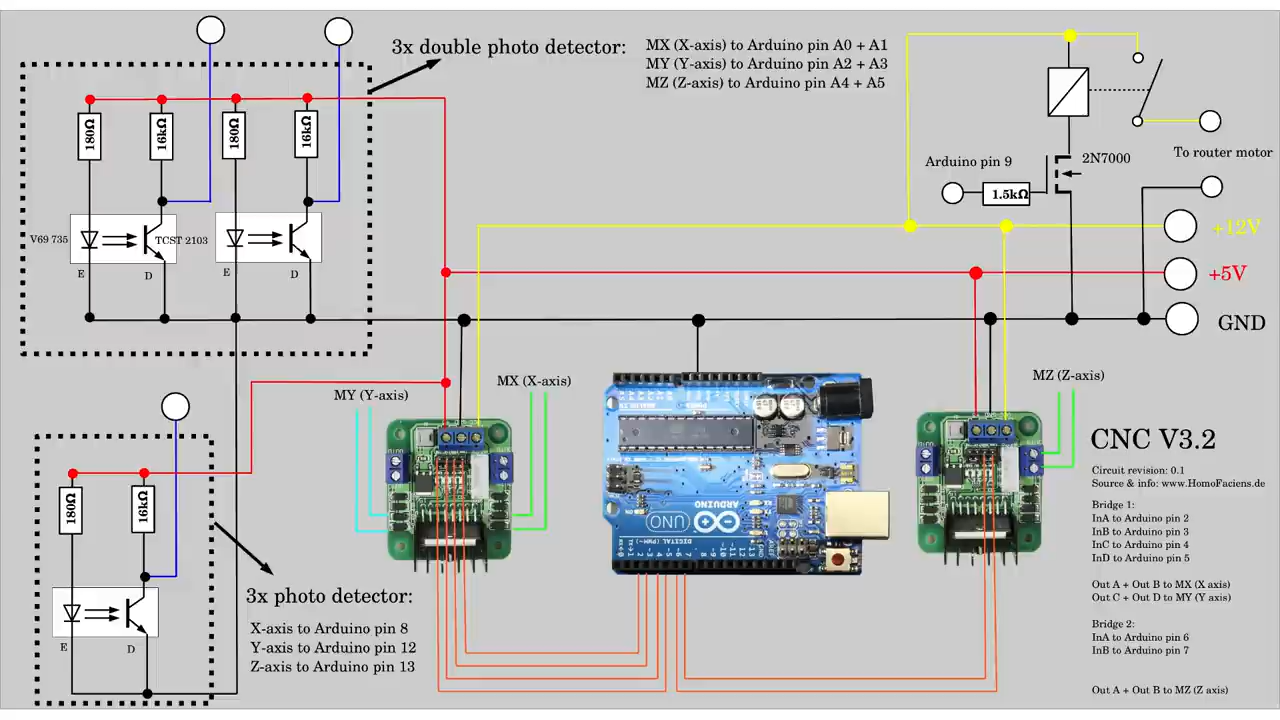 3x double photo detector:
MX (X-axis) to Arduino pin A0 + A1
MY (Y-axis) to Arduino pin A2 + A3
MZ (Z-axis) to Arduino pin A4 + A5
180Ω
16kΩ
180Ω
16kΩ
V69 735
TCST 2103
E
D
E
D
Arduino pin 9
1.5kΩ
2N7000
To router motor
+12V
+5V
GND
MY (Y-axis)
MX (X-axis)
MZ (Z-axis)
180Ω
16kΩ
E
D
3x photo detector:
X-axis to Arduino pin 8
Y-axis to Arduino pin 12
Z-axis to Arduino pin 13
ARDUINO
UNO
DIGITAL (PWM~)
CNC V3.2
Circuit revision: 0.1
Source & info: www.HomoFaciens.de
Bridge 1:
InA to Arduino pin 2
InB to Arduino pin 3
InC to Arduino pin 4
InD to Arduino pin 5
Out A + Out B to MX (X axis)
Out C + Out D to MY (Y axis)
Bridge 2:
InA to Arduino pin 6
InB to Arduino pin 7
Out A + Out B to MZ (Z axis)